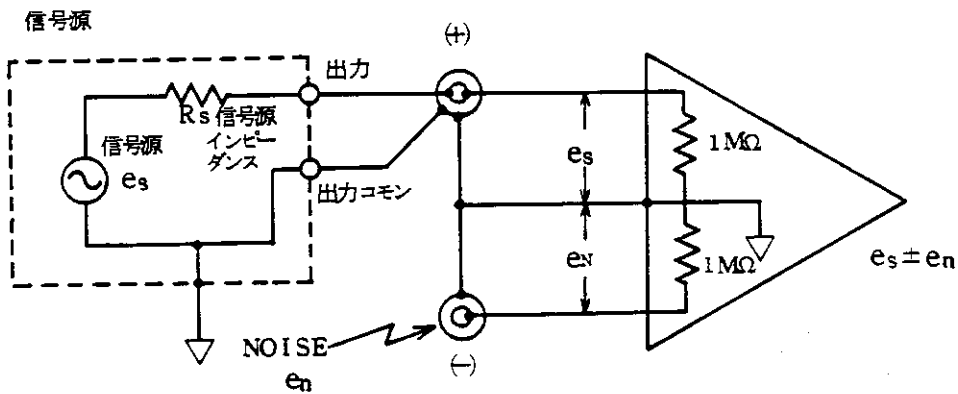 信号源
(+)
出力
Rs 信号源
インピー
ダンス
信号源
es
出力コモン
es
1MΩ
eN
1MΩ
es±en
NOISE
en
(−)